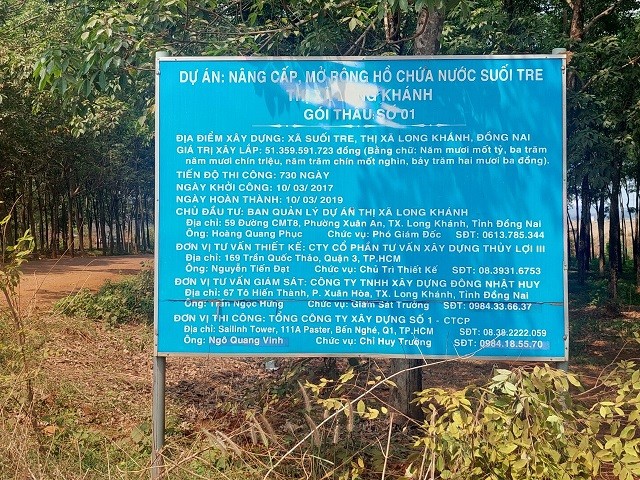 DỰ ÁN: NÂNG CẤP, MỞ RỘNG HỒ CHỨA NƯỚC SUỐI TRE
THỊ XÃ LONG KHÁNH
GÓI THẦU SỐ 01
ĐỊA ĐIỂM XÂY DỰNG: XÃ SUỐI TRE, THỊ XÃ LONG KHÁNH, ĐỒNG NAI
GIÁ TRỊ XÂY LẮP: 51.359.591.723 đồng (Bằng chữ: Năm mươi mốt tỷ, ba trăm
năm mươi chín triệu, năm trăm chín mốt nghìn, bảy trăm hai mươi ba đồng).
TIẾN ĐỘ THI CÔNG: 730 NGÀY
NGÀY KHỞI CÔNG: 10/ 03/ 2017
NGÀY HOÀN THÀNH: 10/ 03/ 2019
CHỦ ĐẦU TƯ: BAN QUẢN LÝ DỰ ÁN THỊ XÃ LONG KHÁNH
Địa chỉ: 59 Đường CMT8, Phường Xuân An, TX. Long Khánh, Tỉnh Đồng Nai
Ông: Hoàng Quang Phục Chức vụ: Phó Giám Đốc SĐT: 0613.785.344
ĐƠN VỊ TƯ VẤN THIẾT KẾ: CTY CỔ PHẦN TƯ VẤN XÂY DỰNG THỦY LỢI III
Địa chỉ: 169 Trần Quốc Thảo, Quận 3, TP.HCM
Ông: Nguyễn Tiến Đạt Chức vụ: Chủ Trì Thiết Kế SĐT: 08.3931.6753
ĐƠN VỊ TƯ VẤN GIÁM SÁT: CÔNG TY TNHH XÂY DỰNG ĐÔNG NHẬT HUY
Địa chỉ: 67 TÔ Hiến Thành, P. Xuân Hòa, TX. Long Khánh, Tỉnh Đồng Nai
Ông: Trần Ngọc Hưng Chức vụ: Giám Sát Trưởng SĐT: 0984.33.66.37
ĐƠN VỊ THI CÔNG: TỔNG CÔNG TY XÂY DỰNG SỐ 1 - CTCP
Địa chỉ: Sailinh Tower, 111A Paster, Bến Nghé, Q1, TP.HCM SĐT: 08.38.2222.059
Ông: Ngô Quang Vinh Chức vụ: Chỉ Huy Trưởng SĐT: 0984.18.55.70